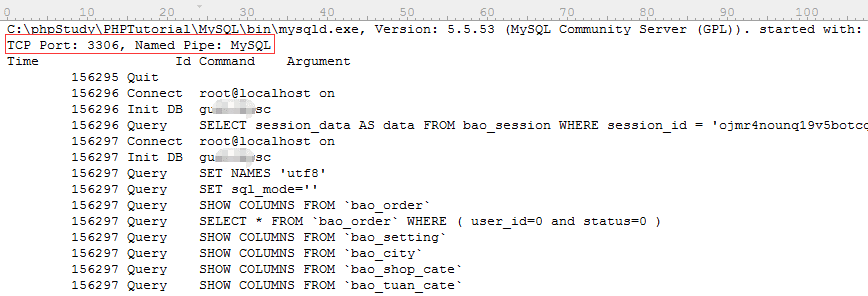 0 10 20 30 40 50 60 70 80 90 100
C:\phpStudy\PHPTutorial\MySQL\bin\mysqld.exe, Version: 5.5.53 (MySQL Community Server (GPL)). started with:
TCP Port: 3306, Named Pipe: MySQL
Time Id Command Argument
156295 Quit
156296 Connect root@localhost on
156296 Init DB gu sc
156296 Query SELECT session_data AS data FROM bao_session WHERE session_id = 'ojmr4nounq19v5botcq
156297 Connect root@localhost on
156297 Init DB gu sc
156297 Query SET NAMES 'utf8'
156297 Query SET sql_mode=''
156297 Query SHOW COLUMNS FROM `bao_order`
156297 Query SELECT * FROM `bao_order` WHERE ( user_id=0 and status=0 )
156297 Query SHOW COLUMNS FROM `bao_setting`
156297 Query SHOW COLUMNS FROM `bao_city`
156297 Query SHOW COLUMNS FROM `bao_shop_cate`
156297 Query SHOW COLUMNS FROM `bao_tuan_cate`